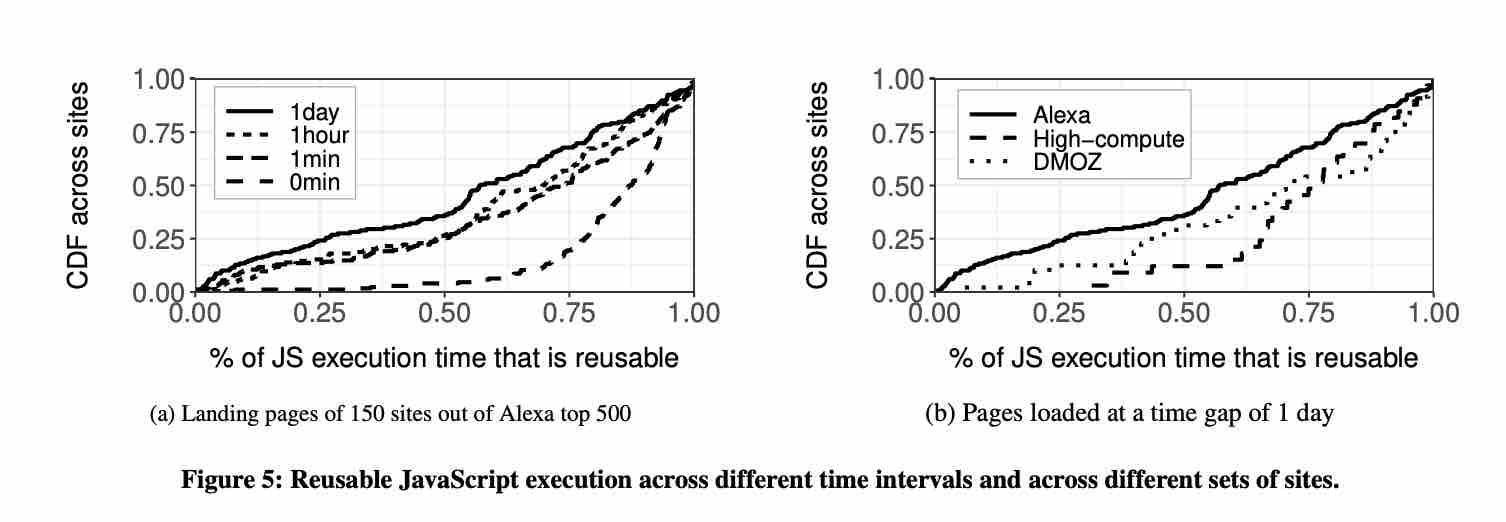 1.00
0.75
0.50
0.25
0.00
CDF across sites
1day
1hour
1min
0min
0.00 0.25 0.50 0.75 1.00
% of JS execution time that is reusable
(a) Landing pages of 150 sites out of Alexa top 500
1.00
0.75
0.50
0.25
0.00
CDF across sites
Alexa
High−compute
DMOZ
0.00 0.25 0.50 0.75 1.00
% of JS execution time that is reusable
(b) Pages loaded at a time gap of 1 day
Figure 5: Reusable JavaScript execution across different time intervals and across different sets of sites.